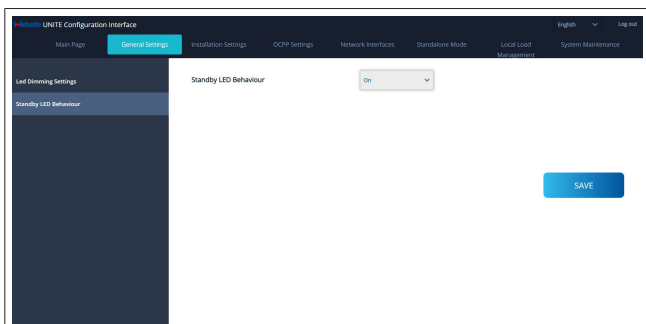 Webasto UNITE Configuration Interface
English
Log out
Main Page
General Settings
Installation Settings
OCPP Settings
Network Interfaces
Standalone Mode
Local Load
Management
System Maintenance
Led Dimming Settings
Standby LED Behaviour
Standby LED Behaviour
On
SAVE